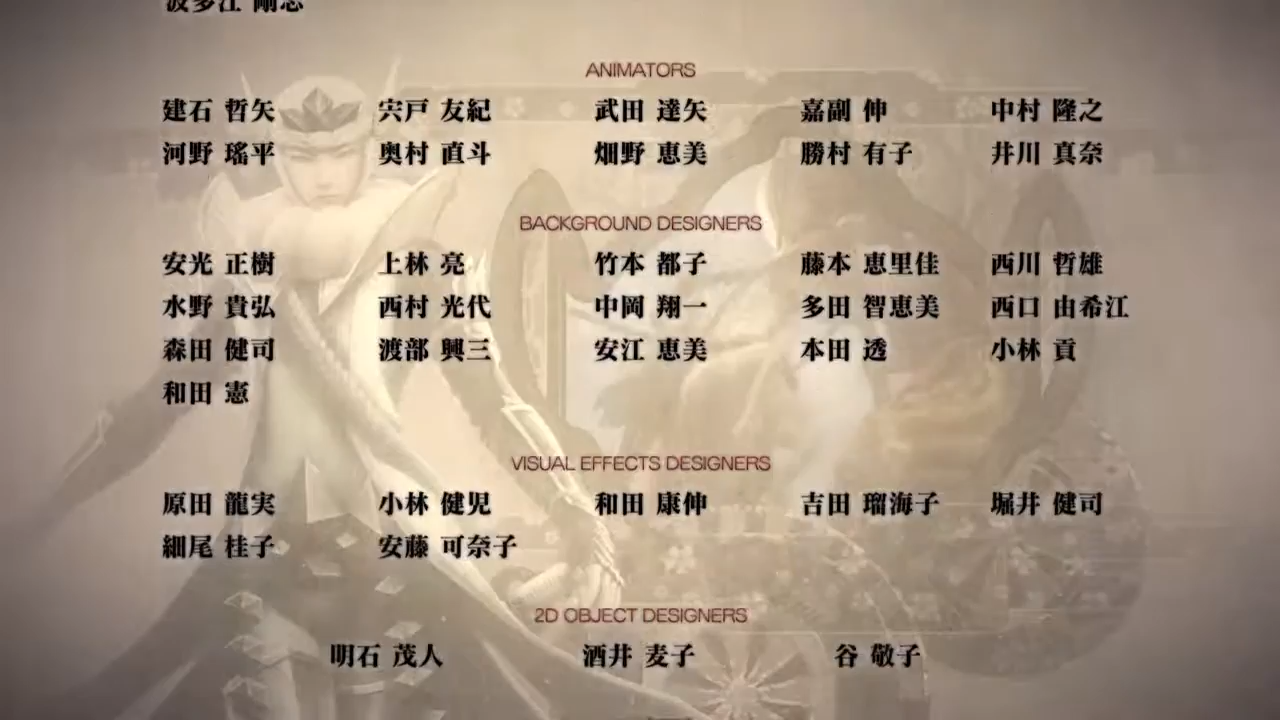 波多江 剛志
ANIMATORS
建石 哲矢 宍戸 友紀 武田 達矢 嘉副 伸 中村 隆之
河野 瑤平 奥村 直斗 畑野 恵美 勝村 有子 井川 真奈
BACKGROUND DESIGNERS
安光 正樹 上林 亮 竹本 都子 藤本 恵里佳 西川 哲雄
水野 貴弘 西村 光代 中岡 翔一 多田 智恵美 西口 由希江
森田 健司 渡部 興三 安江 恵美 本田 透 小林 貢
和田 憲
VISUAL EFFECTS DESIGNERS
原田 龍実 小林 健児 和田 康伸 吉田 瑠海子 堀井 健司
細尾 桂子 安藤 可奈子
2D OBJECT DESIGNERS
明石 茂人 酒井 麦子 谷 敬子